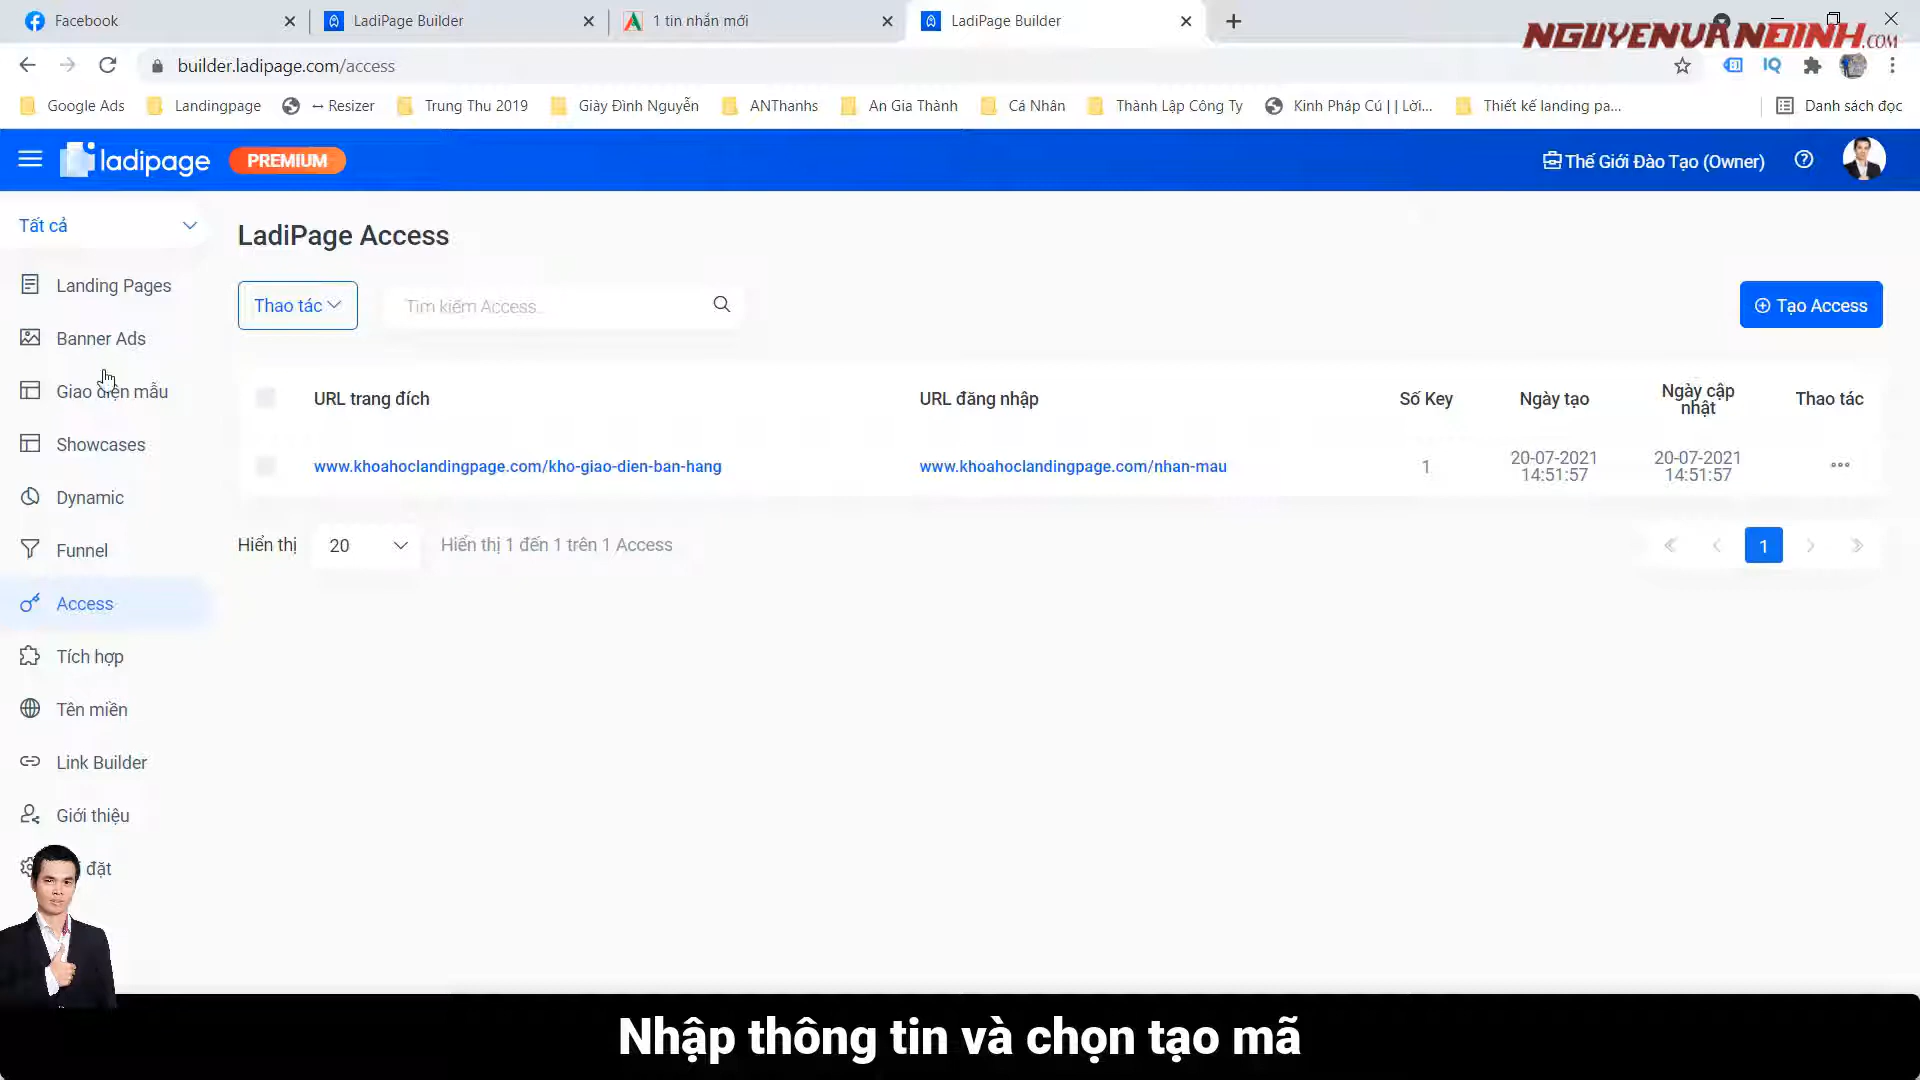 Facebook
LadiPage Builder
1 tin nhắn mới
LadiPage Builder
NGUYENVANDINH.COM
builder.ladipage.com/access
IQ
Google Ads
Landingpage
↔ Resizer
Trung Thu 2019
Giày Đình Nguyễn
ANThanhs
An Gia Thành
Cá Nhân
Thành Lập Công Ty
Kinh Pháp Cú | | Lời...
Thiết kế landing pa...
Danh sách đọc
ladipage
PREMIUM
Thế Giới Đào Tạo (Owner)
Tất cả
LadiPage Access
Landing Pages
Thao tác
Tìm kiếm Access...
Tạo Access
Banner Ads
Giao diện mẫu
URL trang đích
URL đăng nhập
Số Key
Ngày tạo
Ngày cập
nhật
Thao tác
Showcases
www.khoahoclandingpage.com/kho-giao-dien-ban-hang
www.khoahoclandingpage.com/nhan-mau
1
20-07-2021
14:51:57
20-07-2021
14:51:57
Dynamic
Funnel
Hiển thị
20
Hiển thị 1 đến 1 trên 1 Access
1
Access
Tích hợp
Tên miền
Link Builder
Giới thiệu
đặt
Nhập thông tin và chọn tạo mã